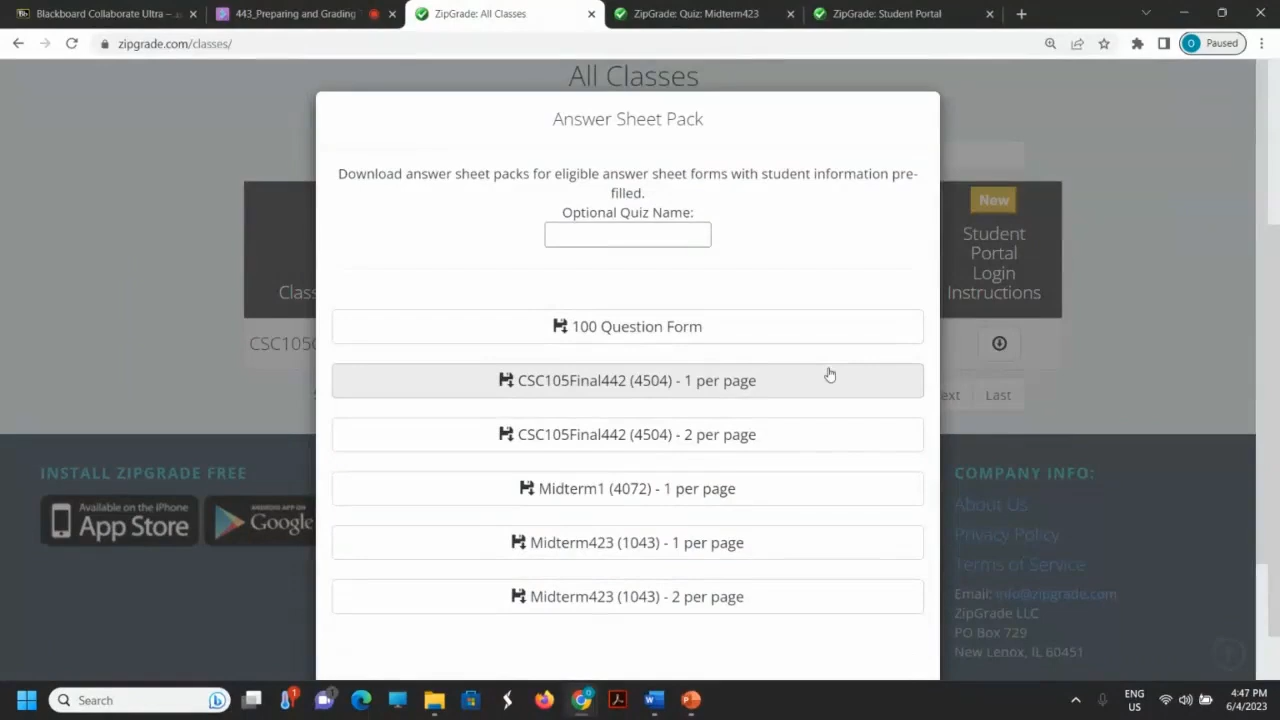 Blackboard Collaborate Ultra –
443_Preparing and Grading
ZipGrade: All Classes
ZipGrade: Quiz: Midterm423
ZipGrade: Student Portal
zipgrade.com/classes/
Paused
All Classes
Answer Sheet Pack
Download answer sheet packs for eligible answer sheet forms with student information pre-
filled.
Optional Quiz Name:
New
Student
Portal
Login
Instructions
Class
CSC105
100 Question Form
CSC105Final442 (4504) - 1 per page
ext
Last
CSC105Final442 (4504) - 2 per page
INSTALL ZIPGRADE FREE
Available on the iPhone
App Store
ANDROID APP ON
Google
Midterm1 (4072) - 1 per page
Midterm423 (1043) - 1 per page
Midterm423 (1043) - 2 per page
COMPANY INFO:
About Us
Privacy Policy
Terms of Service
Email: info@zipgrade.com
ZipGrade LLC
PO Box 729
New Lenox, IL 60451
Search
ENG
US
4:47 PM
6/4/2023